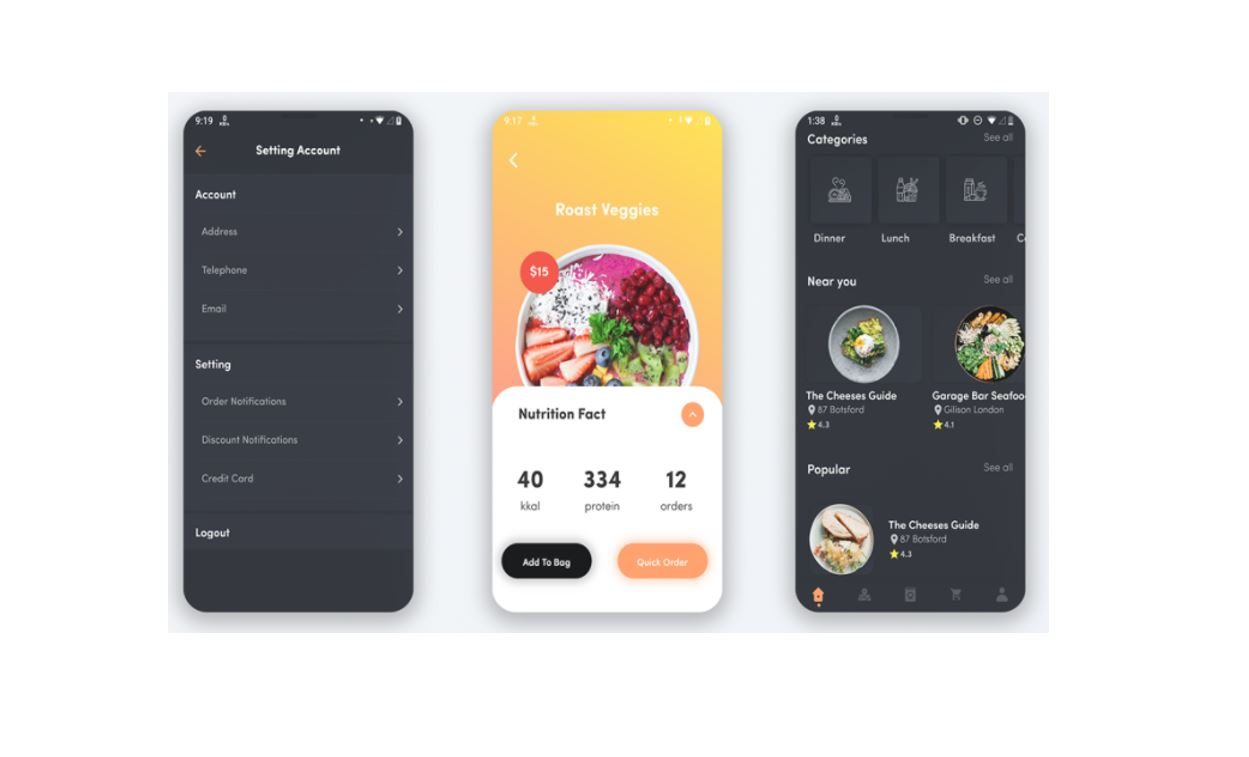 9:19
Setting Account
Account
Address
Telephone
Email
Setting
Order Notifications
Discount Notifications
Credit Card
Logout
9:17
Roast Veggies
$15
Nutrition Fact
40 334 12
kkal protein orders
Add To Bag Quick Order
1:38
Categories See all
Dinner Lunch Breakfast
Near you See all
The Cheeses Guide Garage Bar Seafoo
87 Botsford Gilison London
4.3 4.1
Popular See all
The Cheeses Guide
87 Botsford
4.3